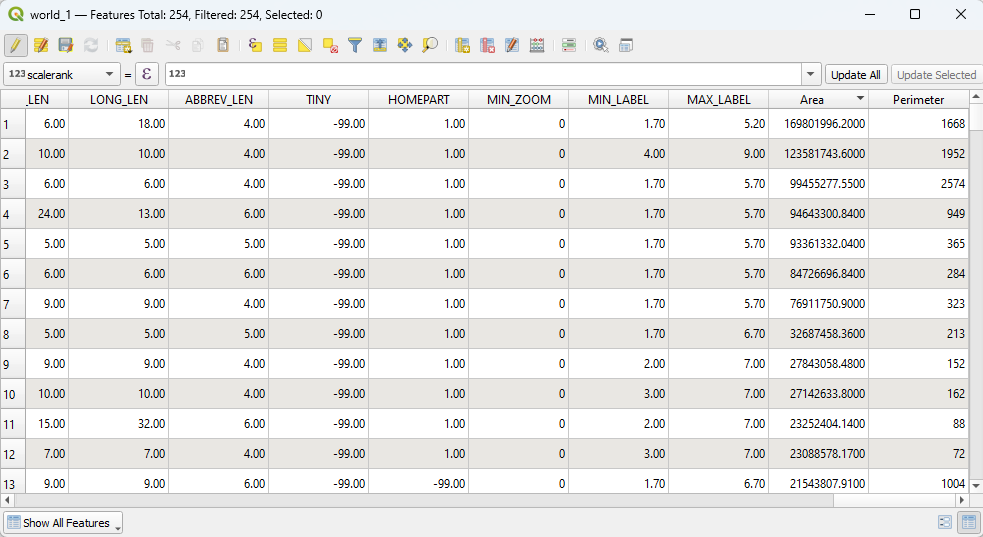 world_1 — Features Total: 254, Filtered: 254, Selected: 0
123 scalerank = ε 123 Update All Update Selected
_LEN LONG_LEN ABBREV_LEN TINY HOMEPART MIN_ZOOM MIN_LABEL MAX_LABEL Area Perimeter
1 6.00 18.00 4.00 -99.00 1.00 0 1.70 5.20 169801996.2000 1668
2 10.00 10.00 4.00 -99.00 1.00 0 4.00 9.00 123581743.6000 1952
3 6.00 6.00 4.00 -99.00 1.00 0 1.70 5.70 99455277.5500 2574
4 24.00 13.00 6.00 -99.00 1.00 0 1.70 5.70 94643300.8400 949
5 5.00 5.00 5.00 -99.00 1.00 0 1.70 5.70 93361332.0400 365
6 6.00 6.00 6.00 -99.00 1.00 0 1.70 5.70 84726696.8400 284
7 9.00 9.00 4.00 -99.00 1.00 0 1.70 5.70 76911750.9000 323
8 5.00 5.00 5.00 -99.00 1.00 0 1.70 6.70 32687458.3600 213
9 9.00 9.00 4.00 -99.00 1.00 0 2.00 7.00 27843058.4800 152
10 10.00 10.00 4.00 -99.00 1.00 0 3.00 7.00 27142633.8000 162
11 15.00 32.00 6.00 -99.00 1.00 0 2.00 7.00 23252404.1400 88
12 7.00 7.00 4.00 -99.00 1.00 0 3.00 7.00 23088578.1700 72
13 9.00 9.00 6.00 -99.00 -99.00 0 1.70 6.70 21543807.9100 1004
Show All Features